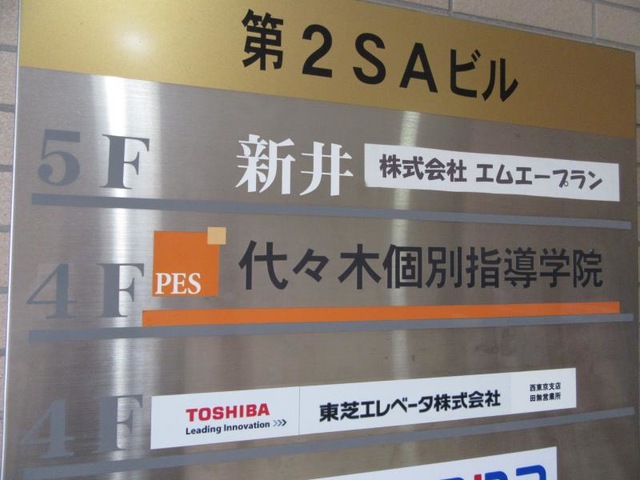 第2SAビル
5F 新井 株式会社 エムエープラン
4F PES 代々木個別指導学院
4F TOSHIBA Leading Innovation >>> 東芝エレベータ株式会社 西東京支店
田無営業所